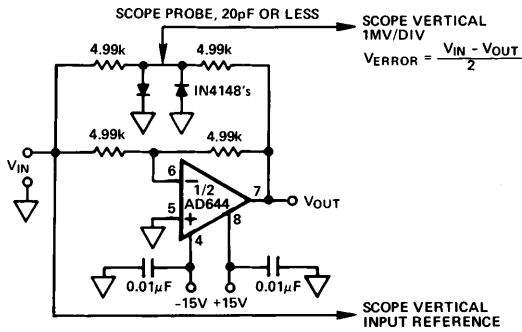 SCOPE PROBE, 20pF OR LESS
SCOPE VERTICAL
1MV/DIV
VERROR = VIN - VOUT
2
4.99k
4.99k
IN4148's
4.99k
4.99k
VIN
6
−
1/2
AD644
7
VOUT
5
+
8
4
0.01μF
-15V
+15V
0.01μF
SCOPE VERTICAL
INPUT REFERENCE